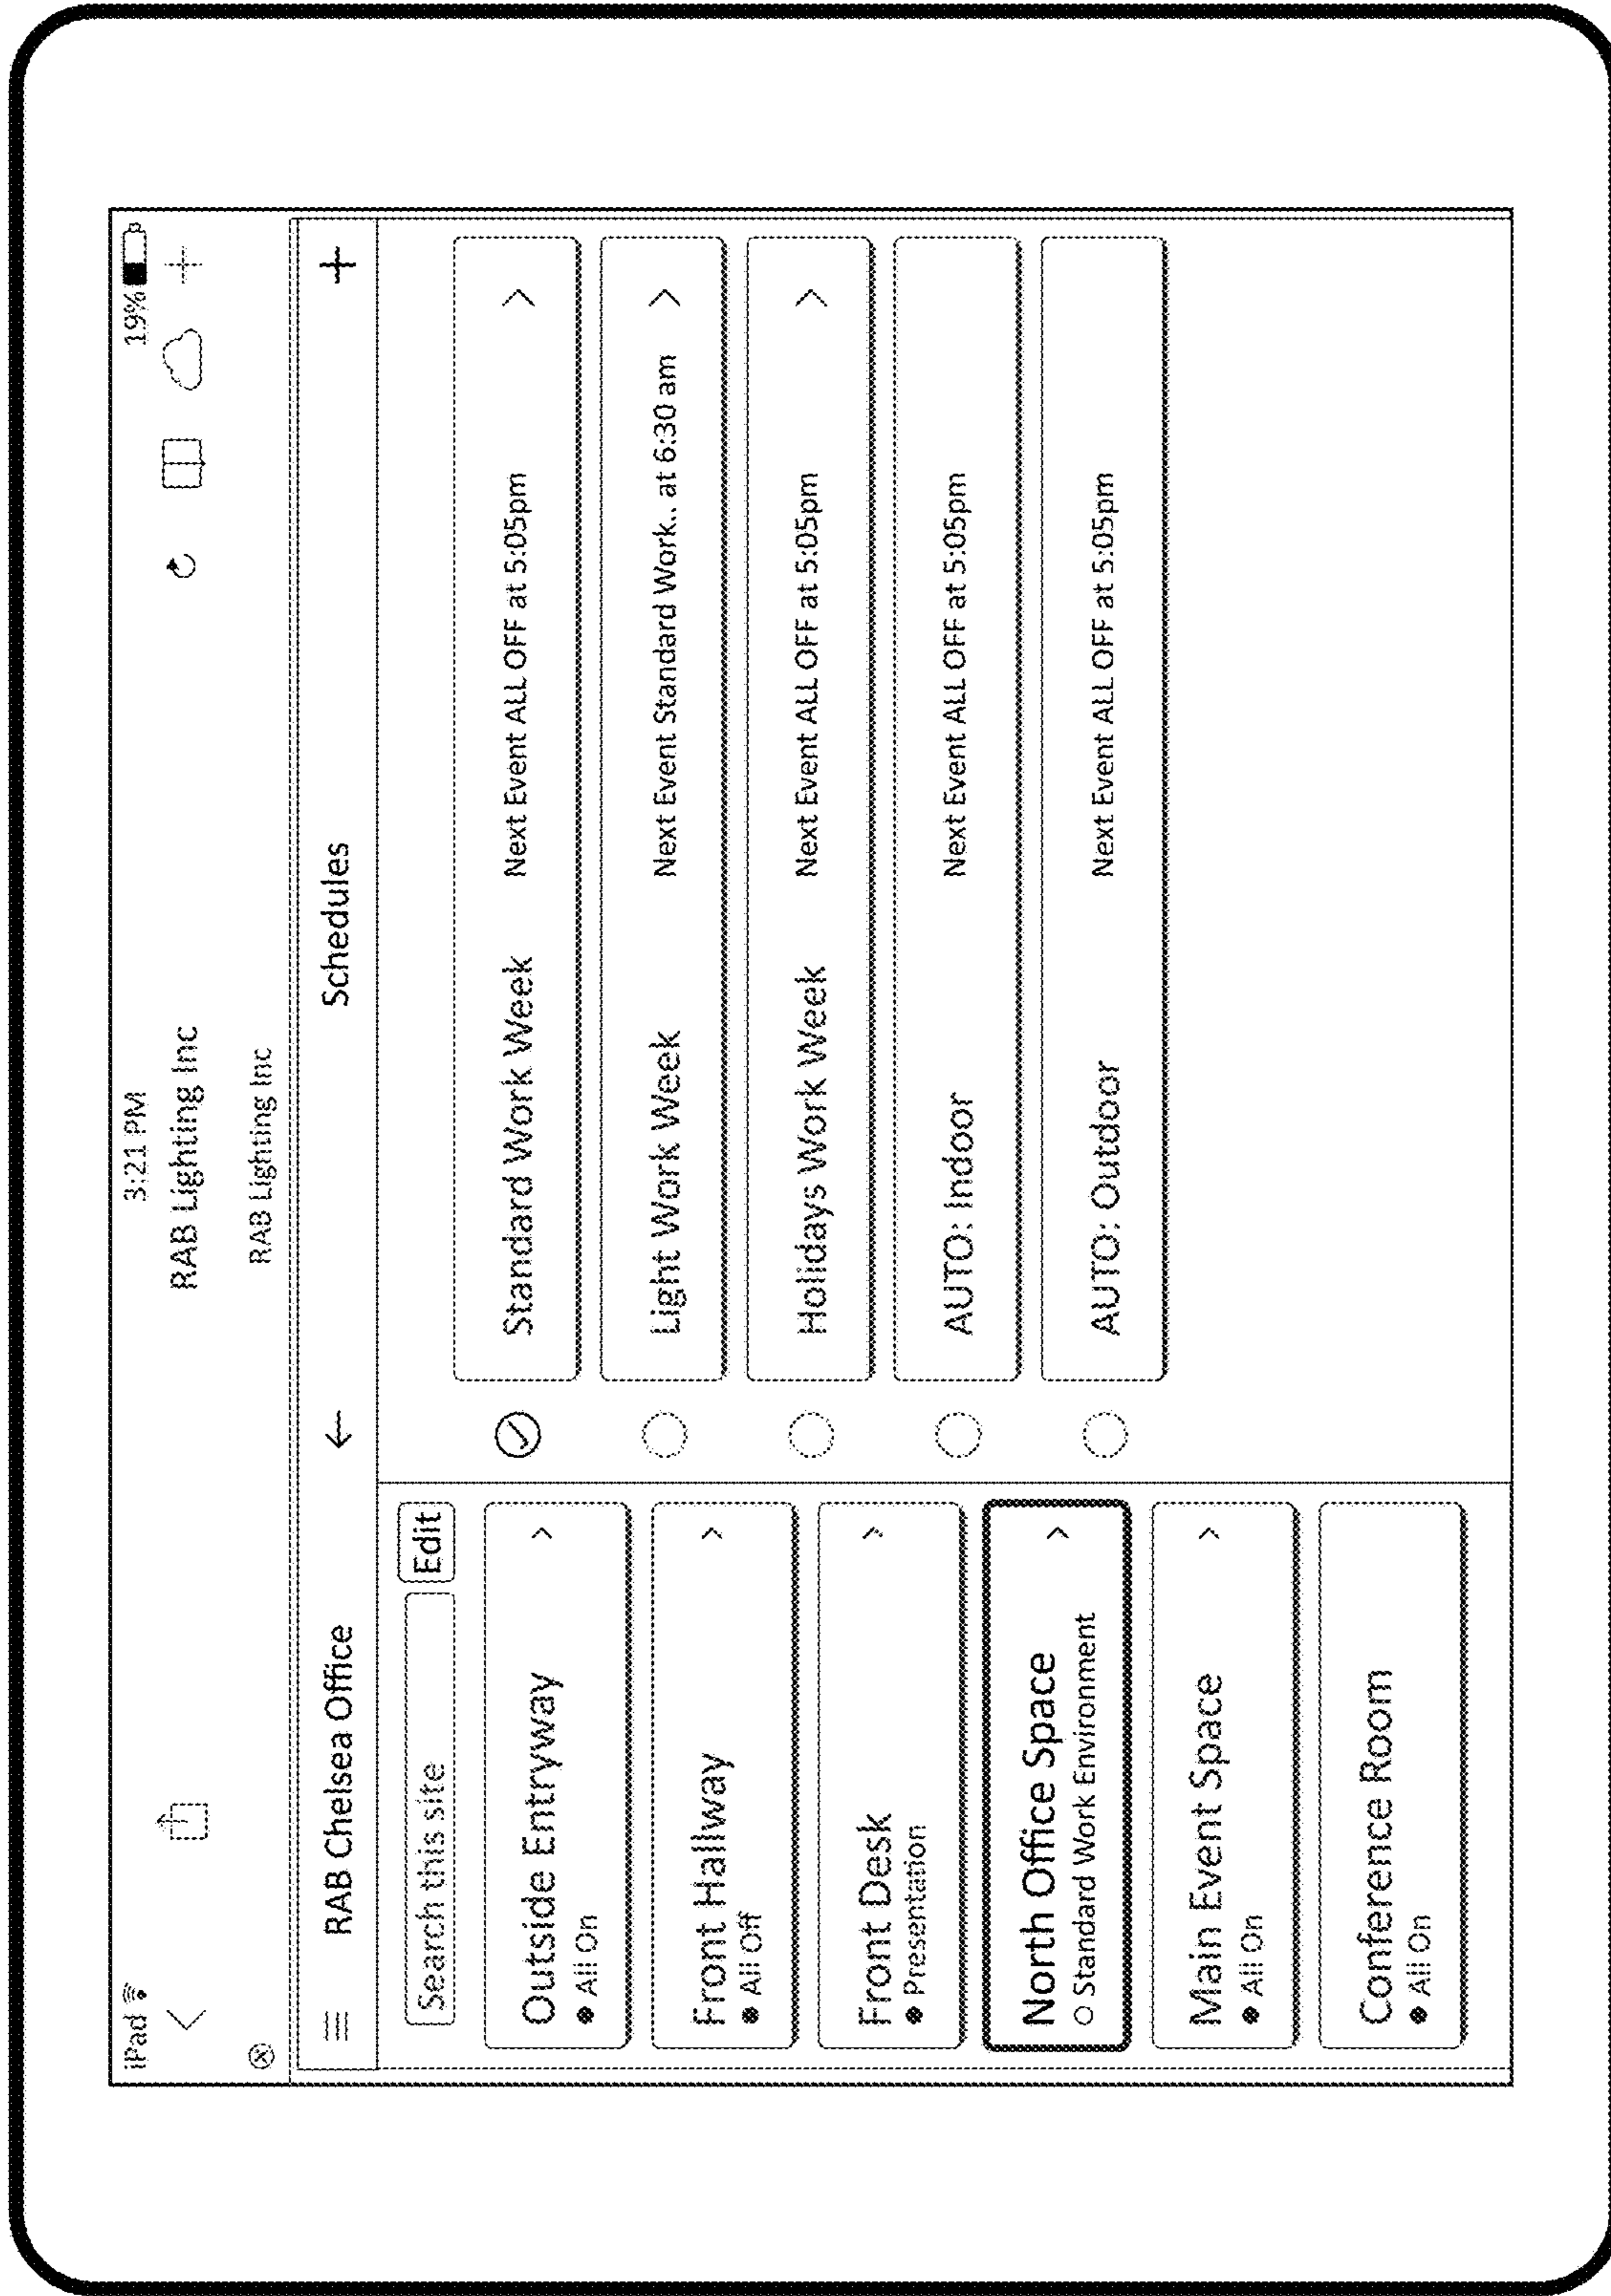 iPad 3:21 PM 19%
RAB Lighting Inc
RAB Lighting Inc
RAB Chelsea Office
Schedules
Search this site Edit
Outside Entryway
All On
Front Hallway
All Off
Front Desk
Presentation
North Office Space
Standard Work Environment
Main Event Space
All On
Conference Room
All On
Standard Work Week Next Event ALL OFF at 5:05pm
Light Work Week Next Event Standard Work.. at 6:30 am
Holidays Work Week Next Event ALL OFF at 5:05pm
AUTO: Indoor Next Event ALL OFF at 5:05pm
AUTO: Outdoor Next Event ALL OFF at 5:05pm